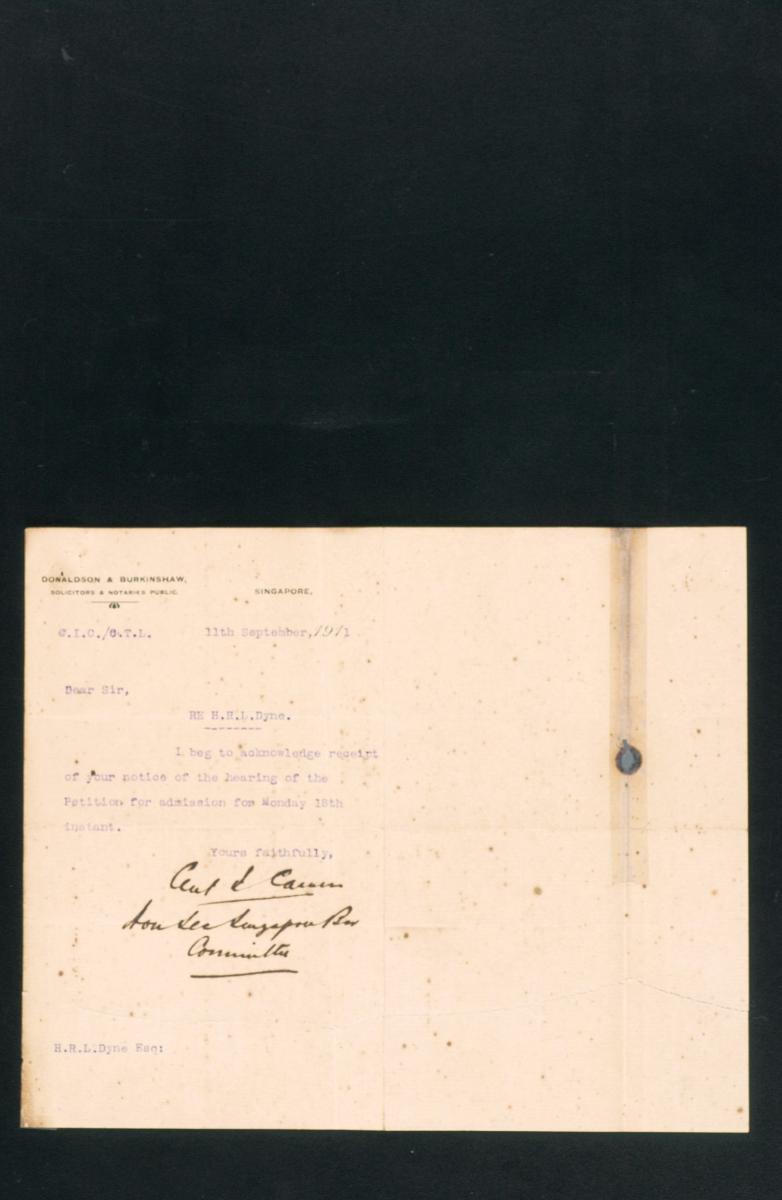 DONALDSON & BURKINSHAW,
SOLICITORS & NOTARIES PUBLIC.
SINGAPORE,
C.I.C./C.T.L. 11th September, 1911
Dear Sir,
RE H.R.L.Dyne.
I beg to acknowledge receipt
of your notice of the hearing of the
Petition for admission for Monday 18th
instant.
Yours faithfully,
Hon Sec Singapore Bar
Committee
H.R.L.Dyne Esq: